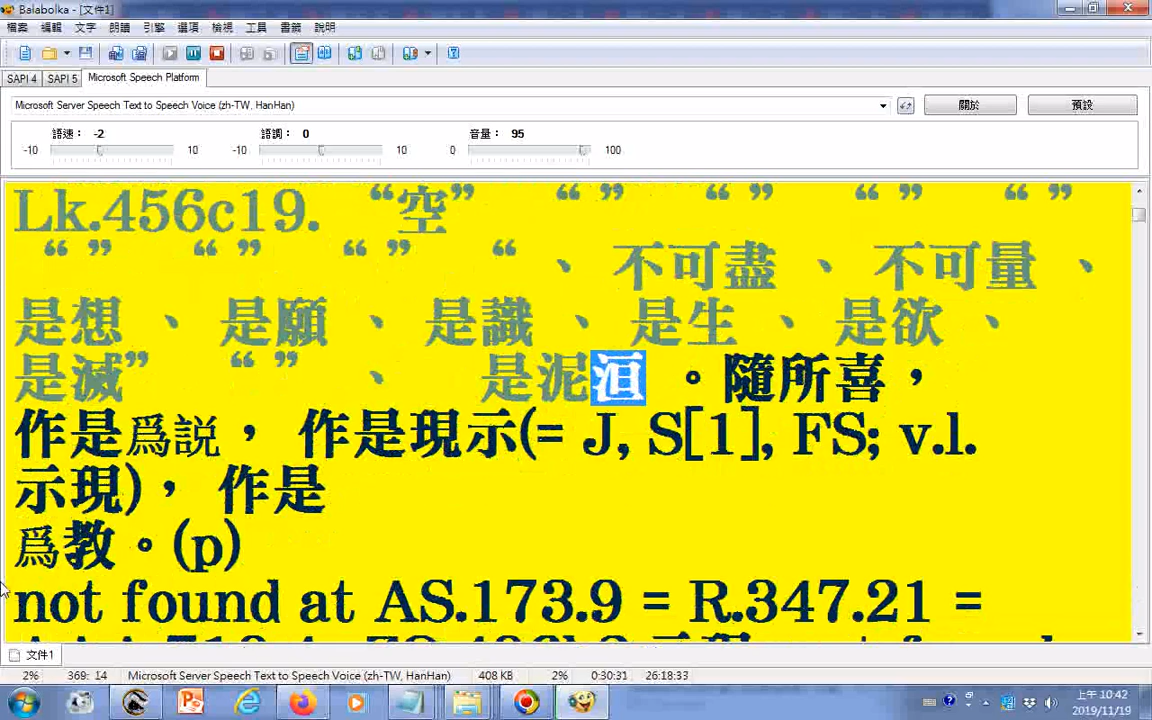 Balabolka - [文件1]
檔案 編輯 文字 朗讀 引擎 選項 檢視 工具 書籤 說明
SAPI 4 SAPI 5 Microsoft Speech Platform
Microsoft Server Speech Text to Speech Voice (zh-TW, HanHan) 關於 預設
語速： -2 語調： 0 音量： 95
-10 10 -10 10 0 100
Lk.456c19. “空” “ ” “ ” “ ” “ ”
“ ” “ ” “ ” “ 、 不可盡 、 不可量 、
是想 、 是願 、 是識 、 是生 、 是欲 、
是滅” “ ” 、 是泥洹 。隨所喜，
作是爲説， 作是現示(= J, S[1], FS; v.l.
示現)， 作是
爲教。(p)
not found at AS.173.9 = R.347.21 =
文件1
2% 369: 14 Microsoft Server Speech Text to Speech Voice (zh-TW, HanHan) 408 KB 2% 0:30:31 26:18:33
上午 10:42
2019/11/19